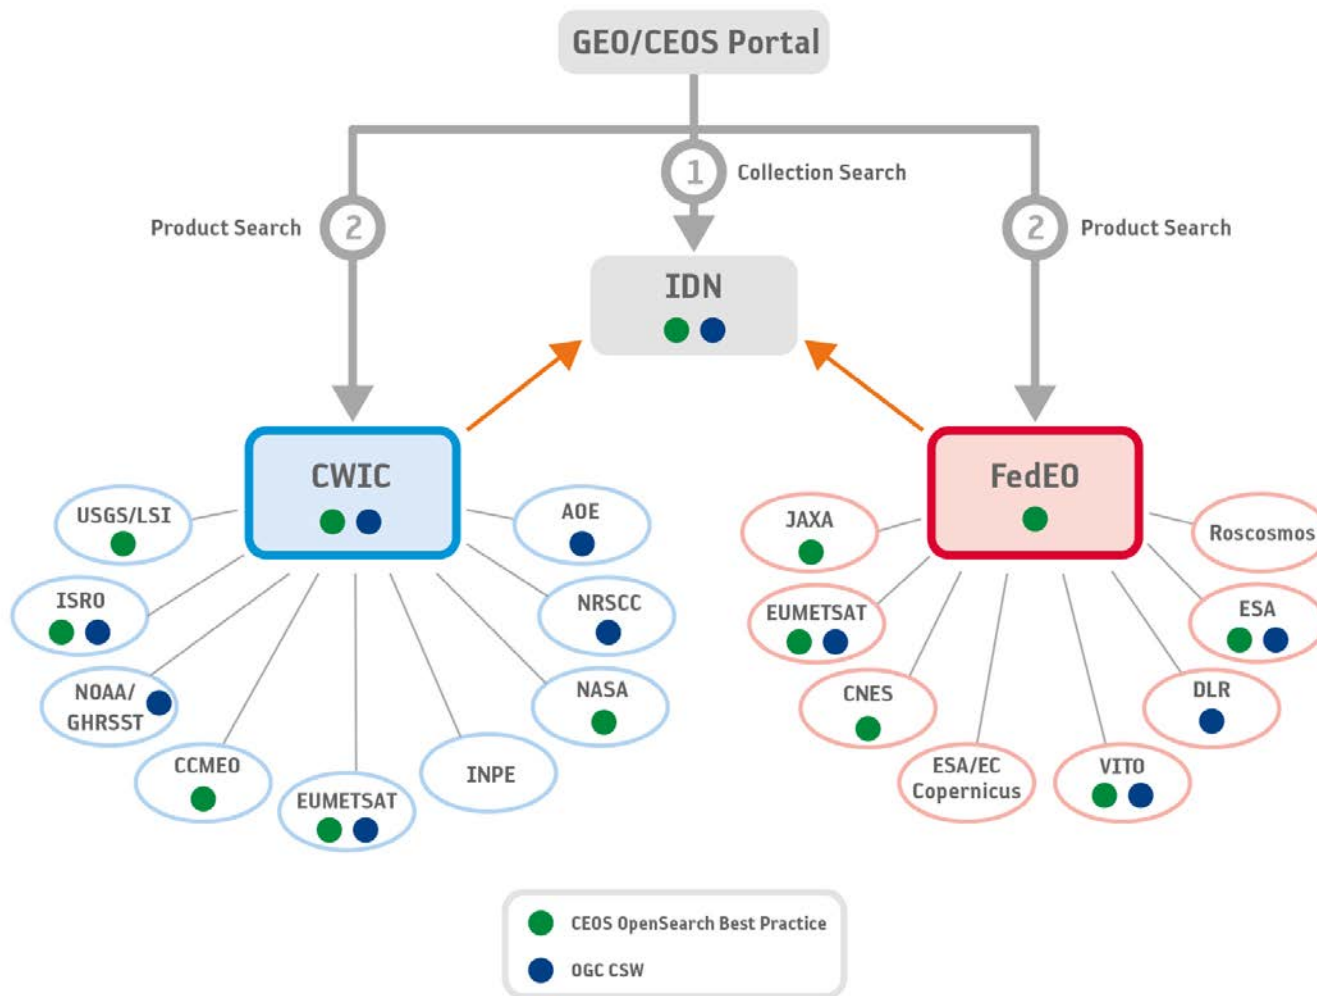 GEO/CEOS Portal
1
Collection Search
Product Search
2
2
Product Search
IDN
CWIC
FedEO
USGS/LSI
AOE
JAXA
Roscosmos
ISRO
NRSCC
EUMETSAT
ESA
NOAA/
GHRSST
NASA
CNES
DLR
CCMEO
INPE
EUMETSAT
ESA/EC
Copernicus
VITO
CEOS OpenSearch Best Practice
OGC CSW